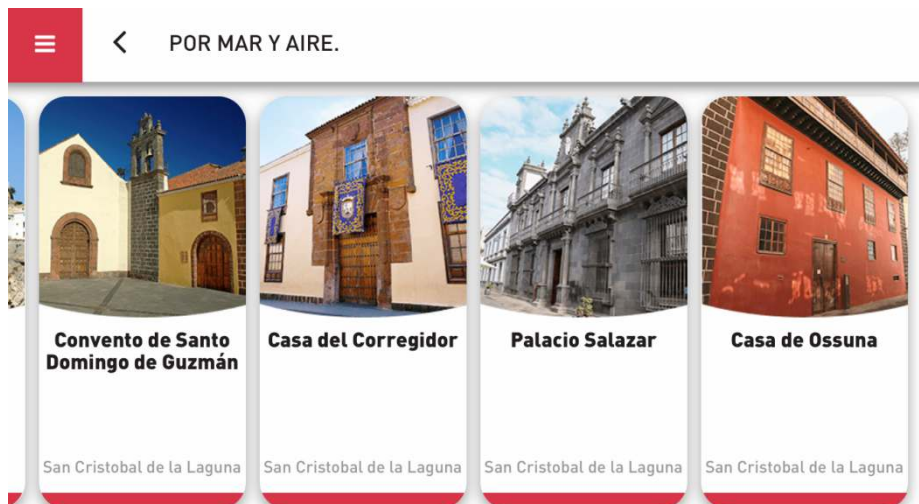 POR MAR Y AIRE.
Convento de Santo
Domingo de Guzmán
San Cristobal de la Laguna
Casa del Corregidor
San Cristobal de la Laguna
Palacio Salazar
San Cristobal de la Laguna
Casa de Ossuna
San Cristobal de la Laguna